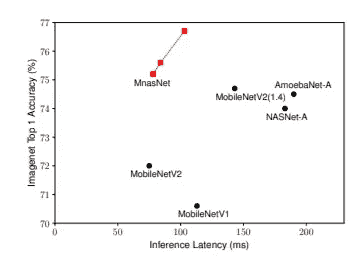 77
76
75
74
73
72
71
70
0
50
100
150
200
Imagenet Top 1 Accuracy (%)
Inference Latency (ms)
MnasNet
AmoebaNet-A
MobileNetV2(1.4)
NASNet-A
MobileNetV2
MobileNetV1